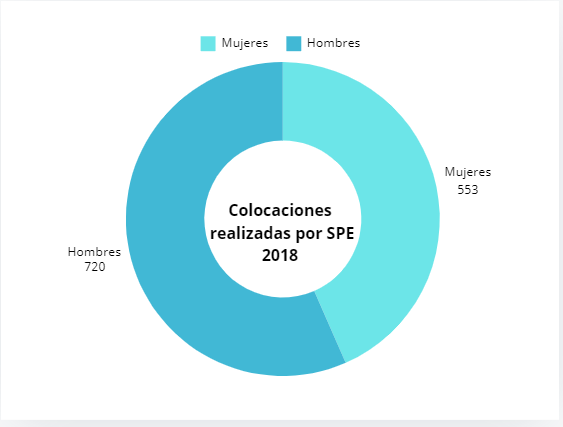 Mujeres Hombres
Mujeres
553
Colocaciones
realizadas por SPE
2018
Hombres
720